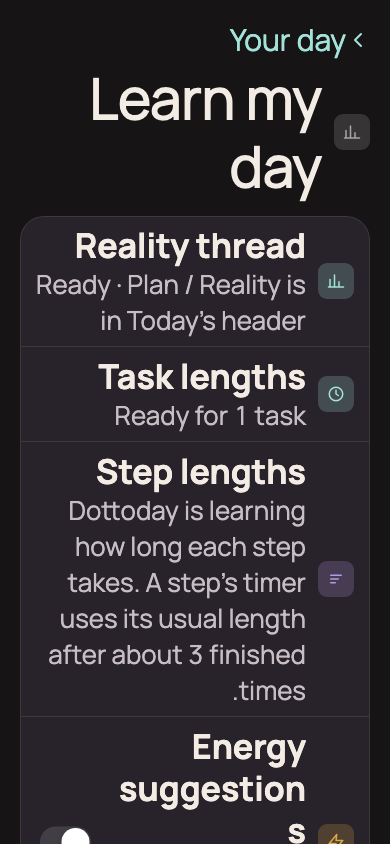 Your day
Learn my
day
Reality thread
Ready · Plan / Reality is
in Today's header
Task lengths
Ready for 1 task
Step lengths
Dottoday is learning
how long each step
takes. A step's timer
uses its usual length
after about 3 finished
.times
Energy
suggestion
s